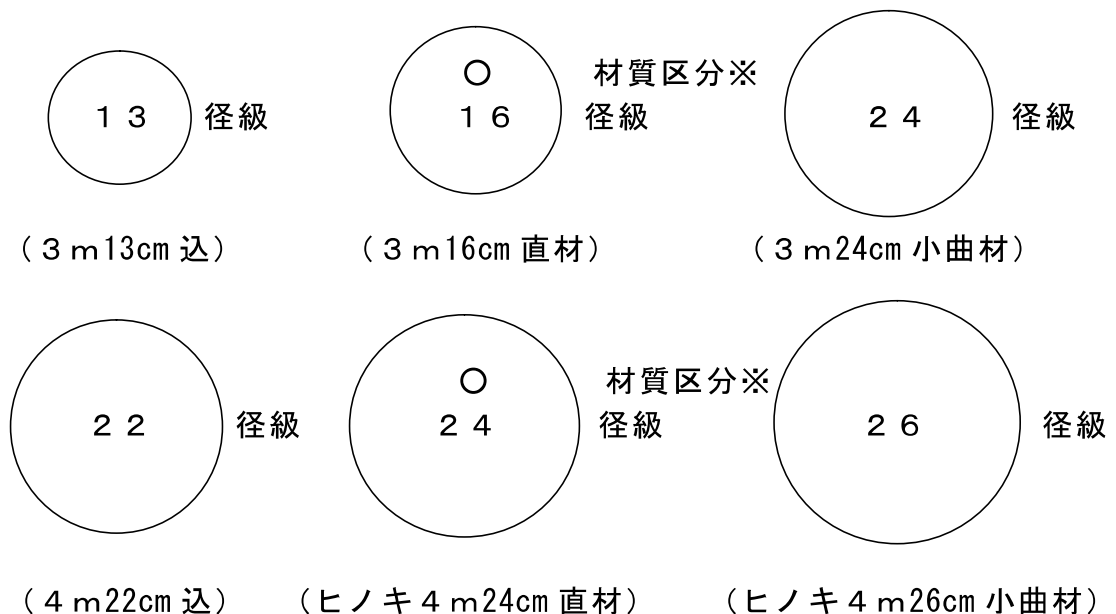 ○ 材質区分※
１３ 径級 １６ 径級 ２４ 径級
（３ｍ13cm 込） （３ｍ16cm 直材） （３ｍ24cm 小曲材）
○ 材質区分※
２２ 径級 ２４ 径級 ２６ 径級
（４ｍ22cm 込） （ヒノキ４ｍ24cm 直材） （ヒノキ４ｍ26cm 小曲材）